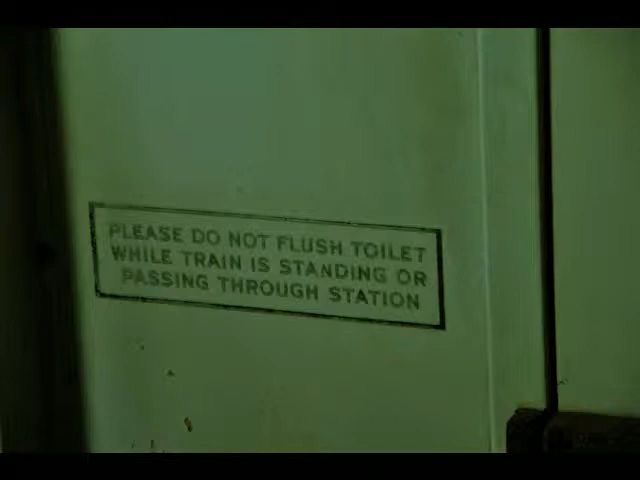 PLEASE DO NOT FLUSH TOILET
WHILE TRAIN IS STANDING OR
PASSING THROUGH STATION